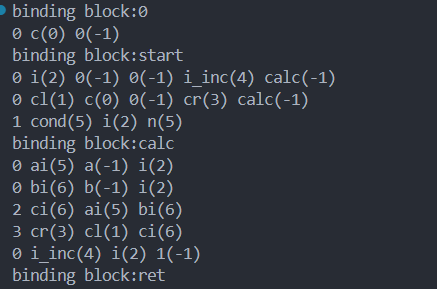 binding block:0
0 c(0) 0(-1)
binding block:start
0 i(2) 0(-1) 0(-1) i_inc(4) calc(-1)
0 cl(1) c(0) 0(-1) cr(3) calc(-1)
1 cond(5) i(2) n(5)
binding block:calc
0 ai(5) a(-1) i(2)
0 bi(6) b(-1) i(2)
2 ci(6) ai(5) bi(6)
3 cr(3) cl(1) ci(6)
0 i_inc(4) i(2) 1(-1)
binding block:ret